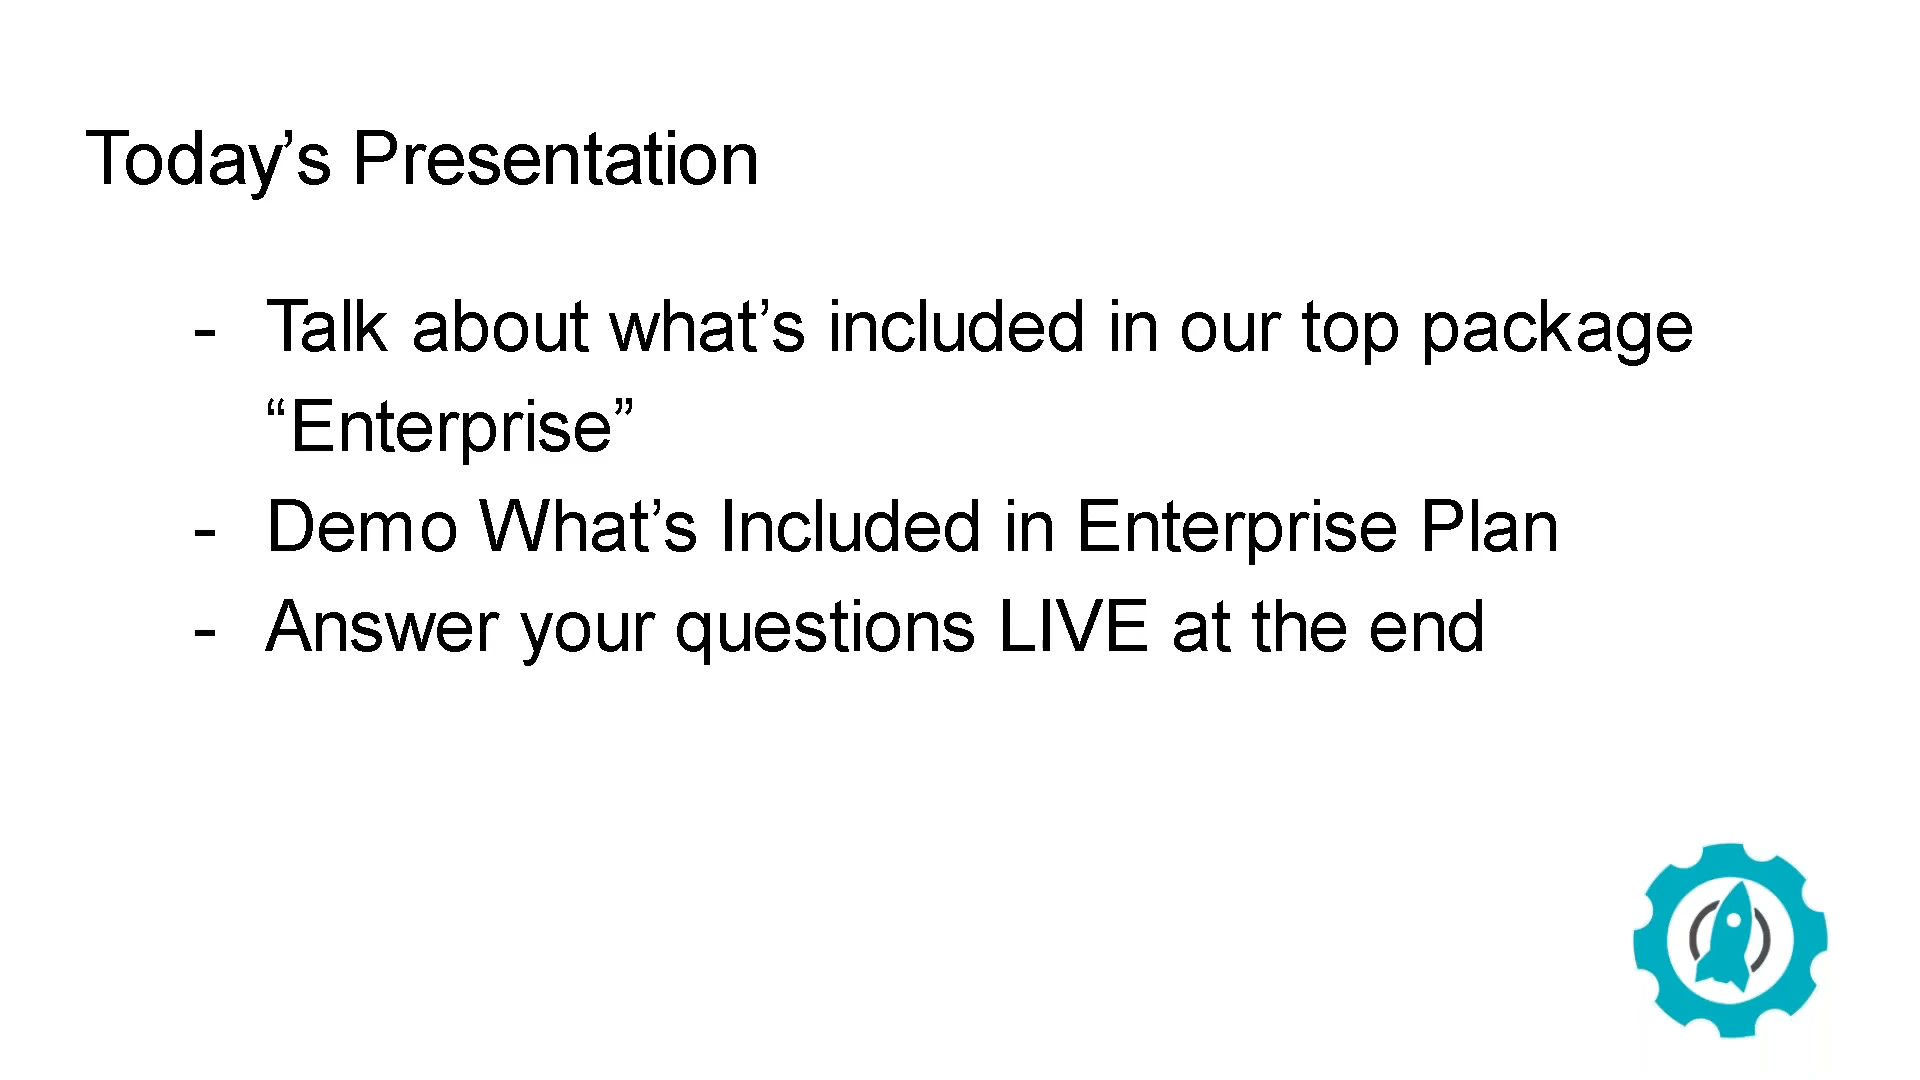 Today’s Presentation
- Talk about what’s included in our top package
“Enterprise”
- Demo What’s Included in Enterprise Plan
- Answer your questions LIVE at the end